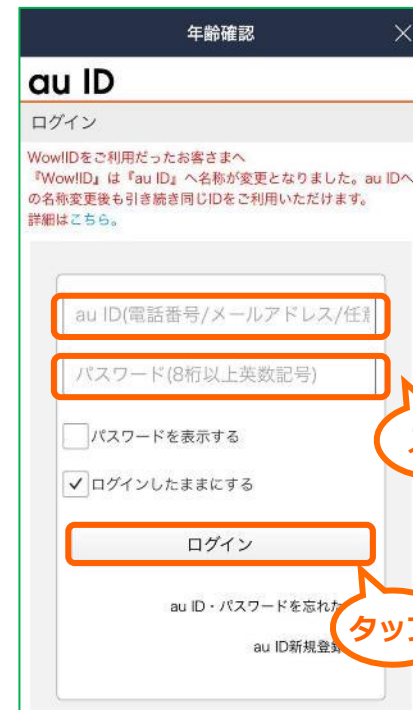 年齢確認
au ID
ログイン
Wow!IDをご利用だったお客さまへ
『Wow!ID』は『au ID』へ名称が変更となりました。au IDへ
の名称変更後も引き続き同じIDをご利用いただけます。
詳細はこちら。
au ID(電話番号/メールアドレス/任意
パスワード(8桁以上英数記号)
パスワードを表示する
ログインしたままにする
ログイン
au ID・パスワードを忘れた
au ID新規登録
タップ